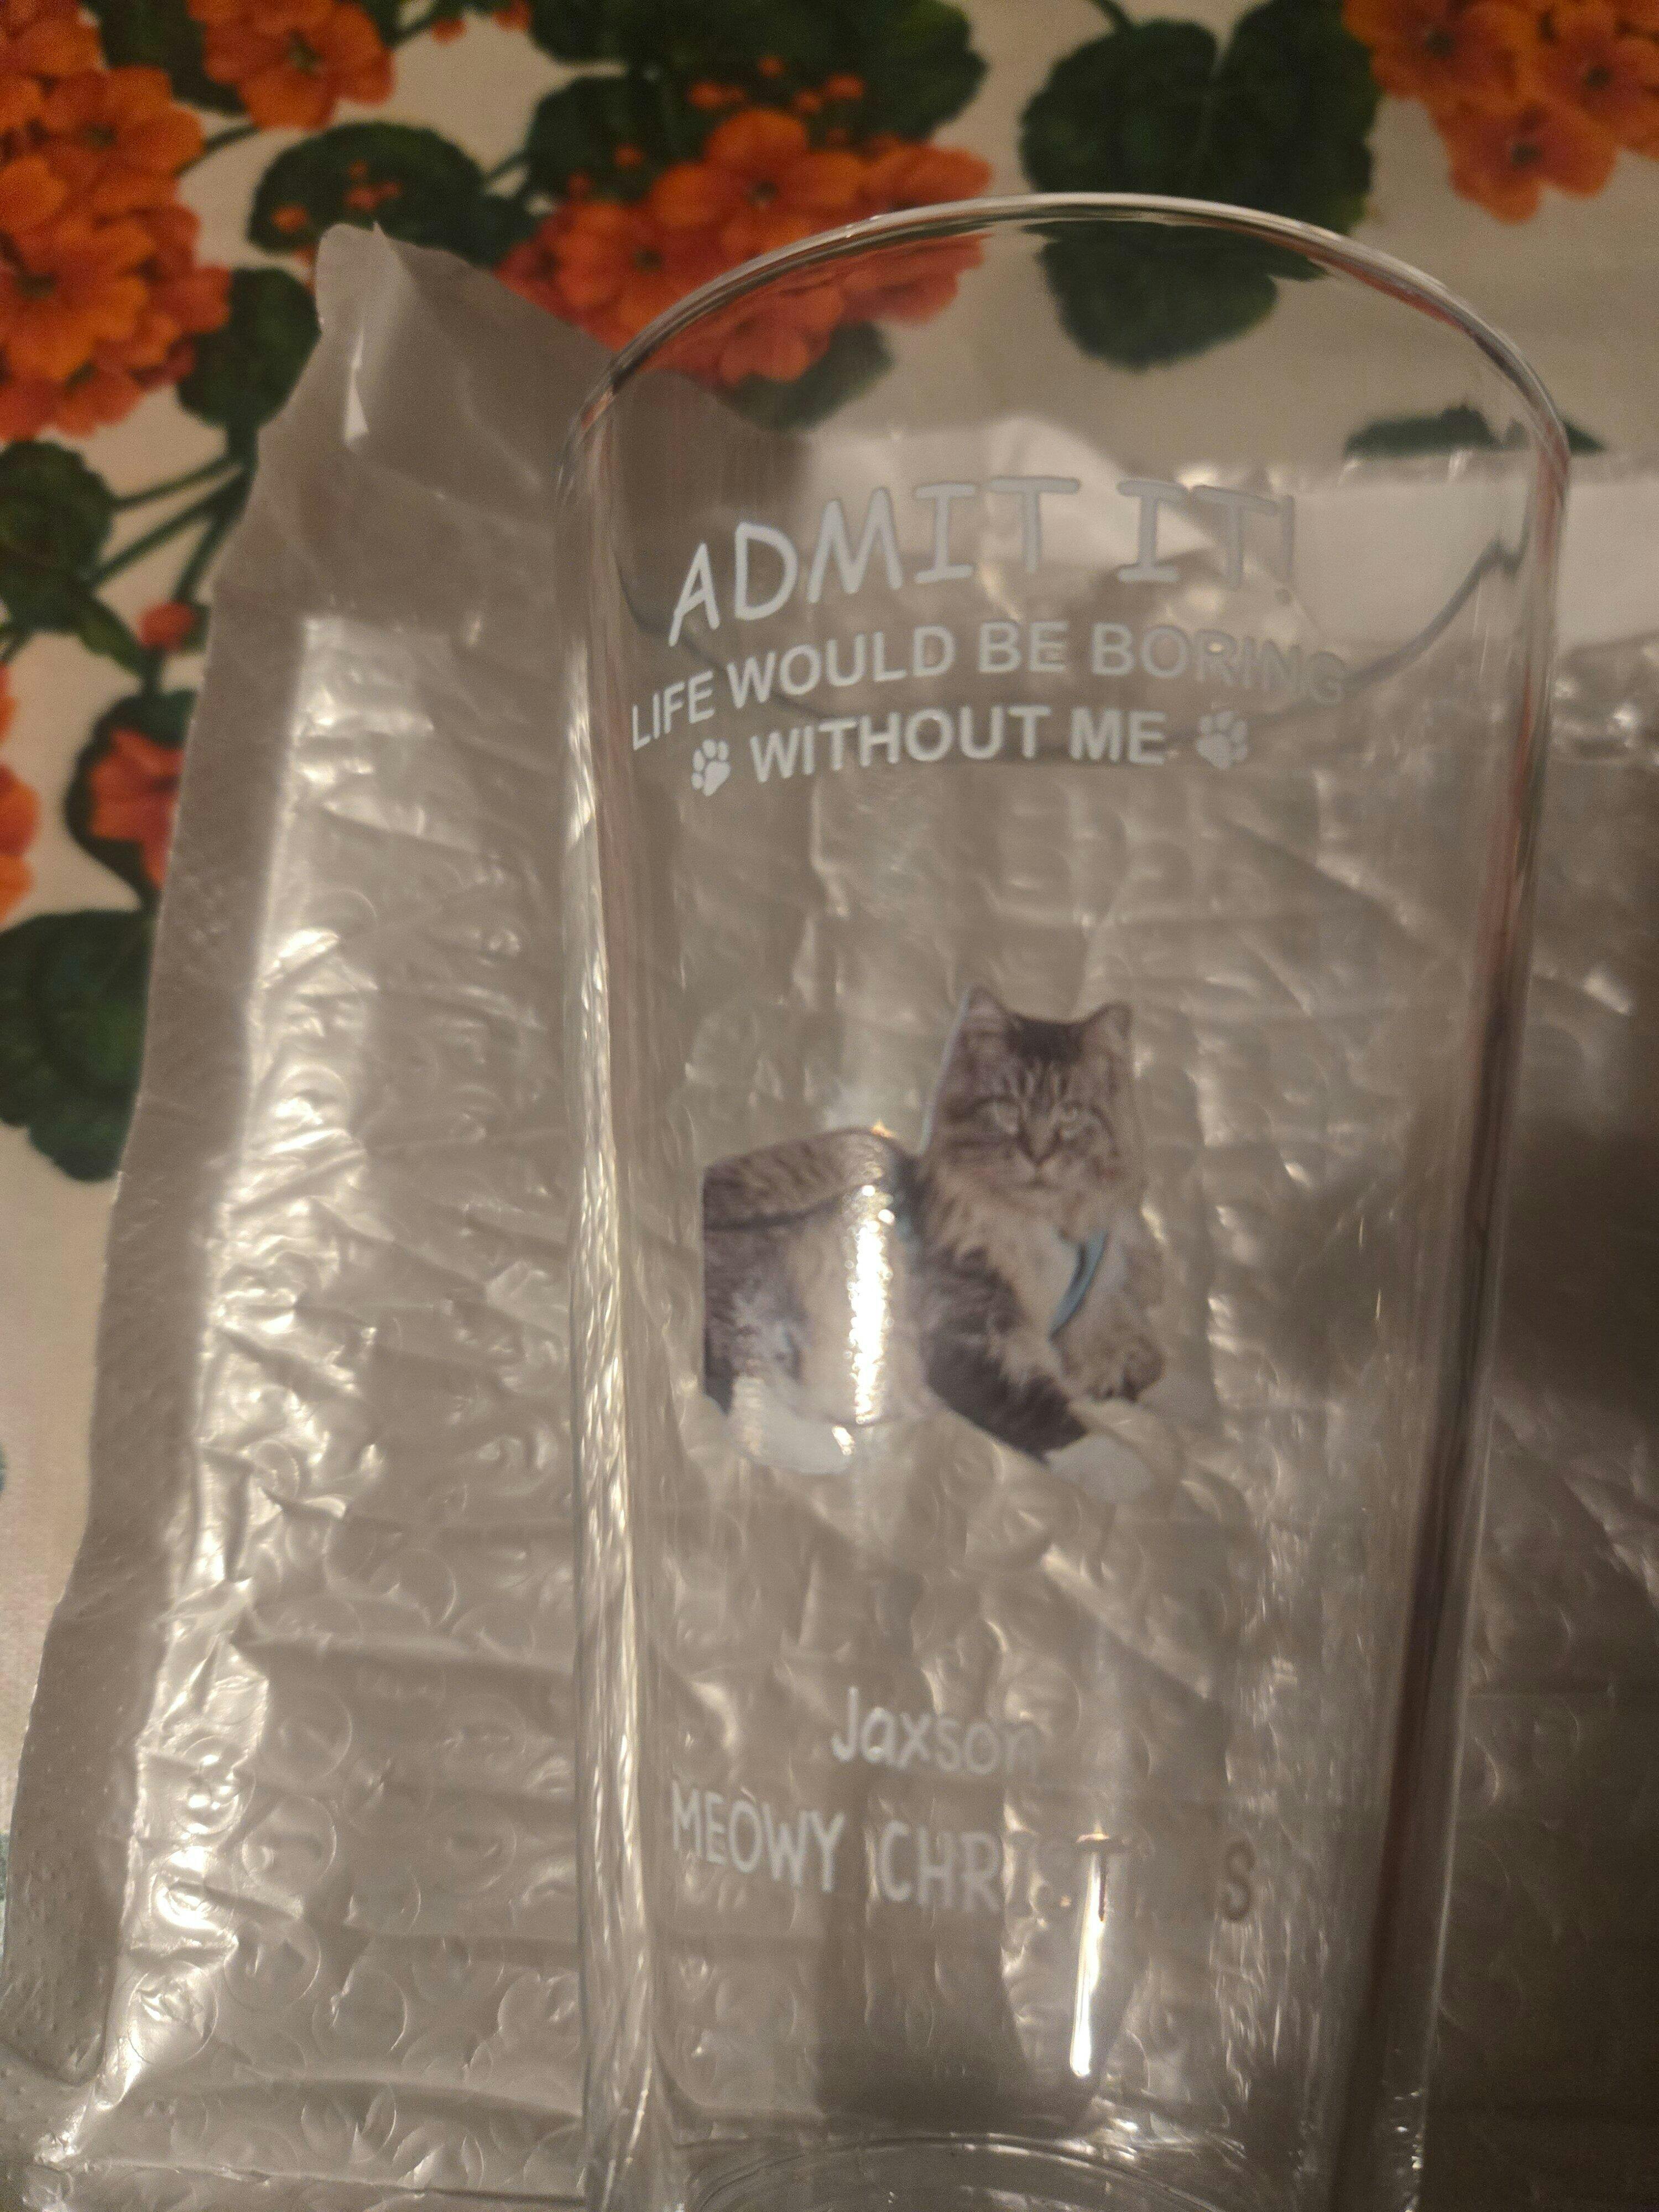 ADMIT IT!
LIFE WOULD BE BORING
WITHOUT ME
Jaxson
MEOWY CHRISTMAS